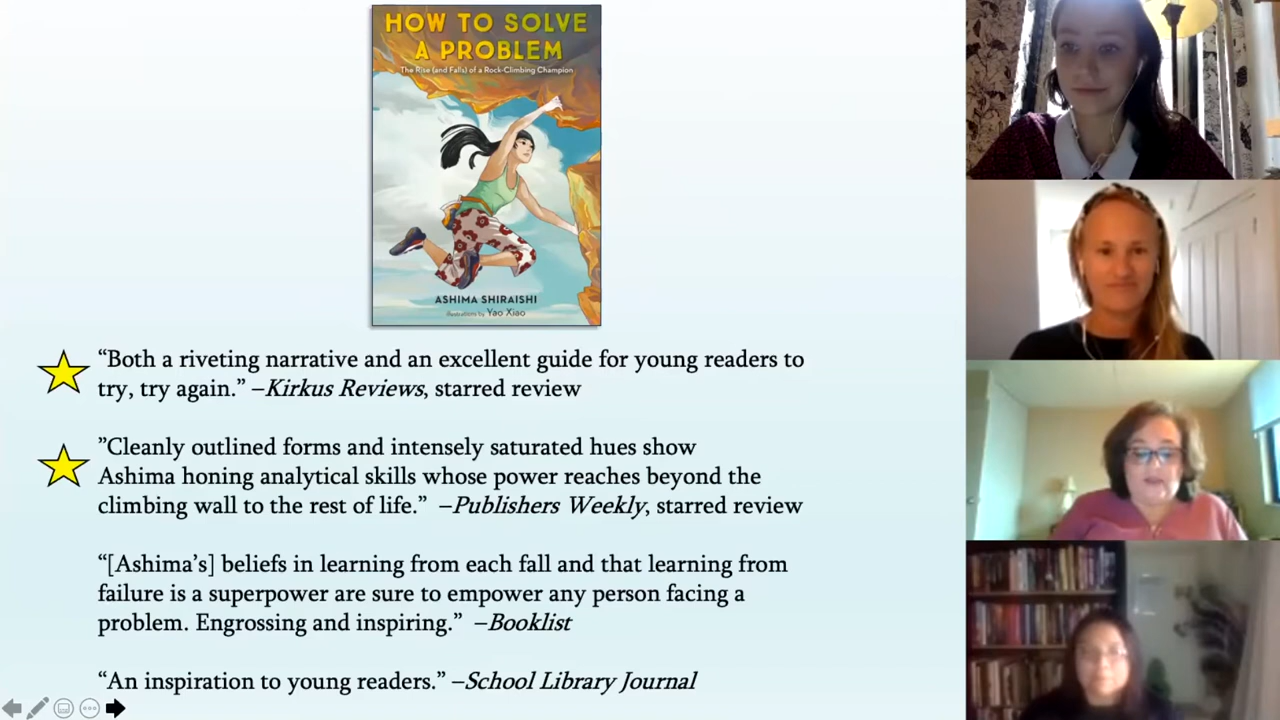 HOW TO SOLVE
A PROBLEM
The Rise (and Falls) of a Rock-Climbing Champion
ASHIMA SHIRAISHI
illustrations by Yao Xiao
“Both a riveting narrative and an excellent guide for young readers to
try, try again.” –Kirkus Reviews, starred review
”Cleanly outlined forms and intensely saturated hues show
Ashima honing analytical skills whose power reaches beyond the
climbing wall to the rest of life.” –Publishers Weekly, starred review
“[Ashima’s] beliefs in learning from each fall and that learning from
failure is a superpower are sure to empower any person facing a
problem. Engrossing and inspiring.” –Booklist
“An inspiration to young readers.” –School Library Journal